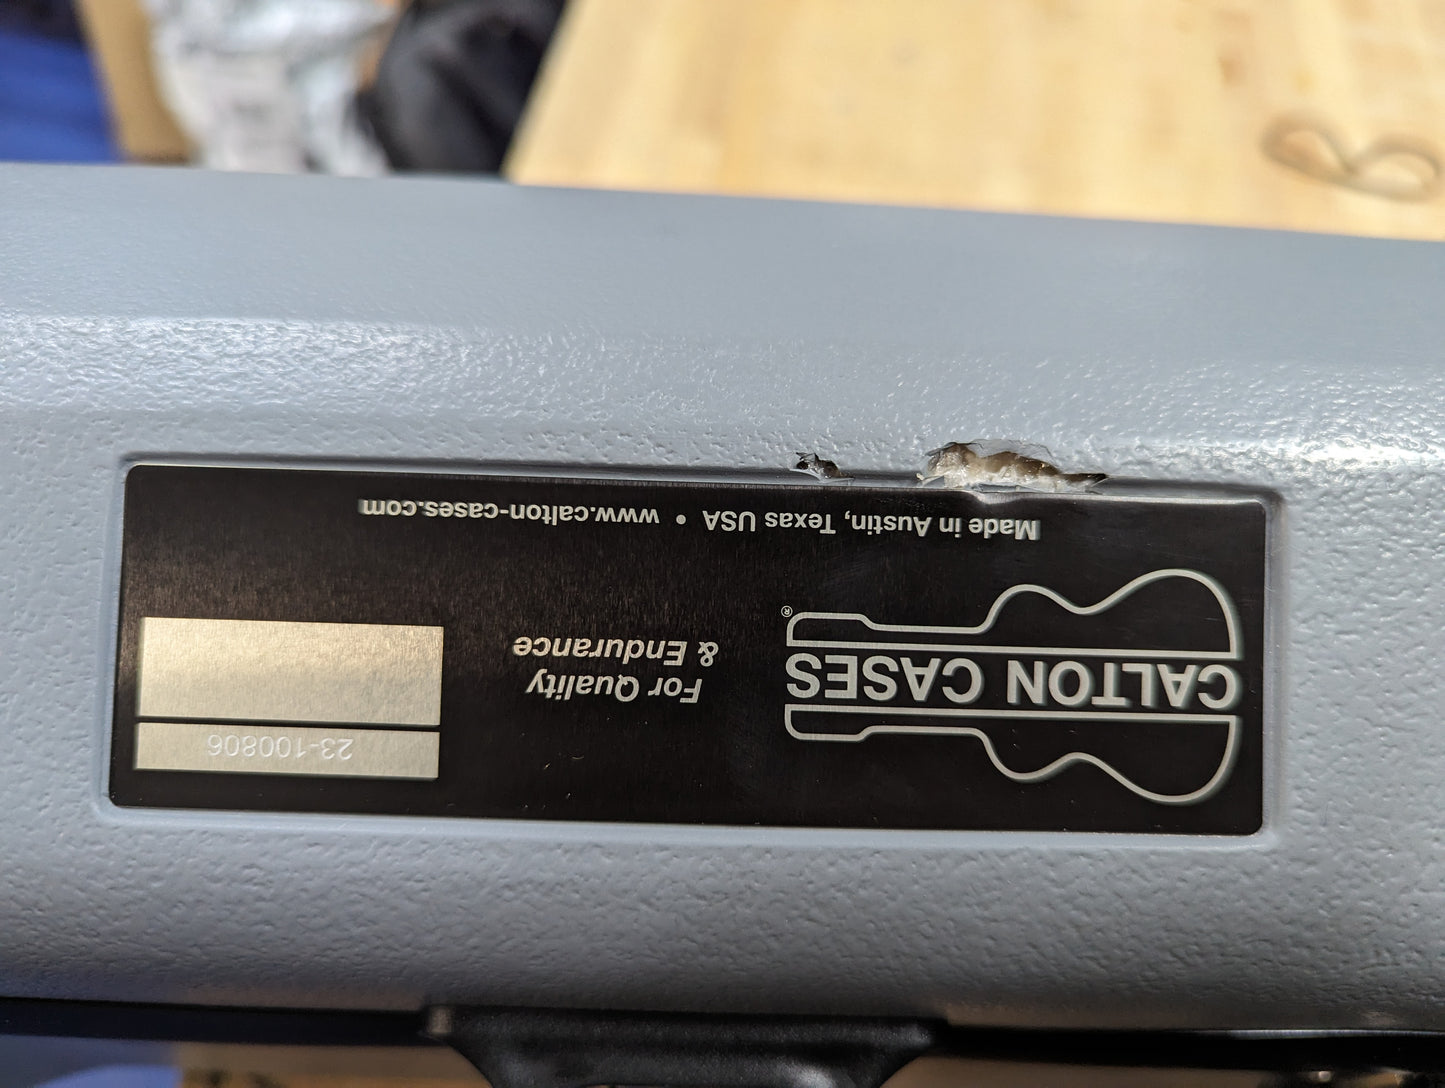 CALTON CASES
®
For Quality
& Endurance
23-100806
Made in Austin, Texas USA • www.calton-cases.com